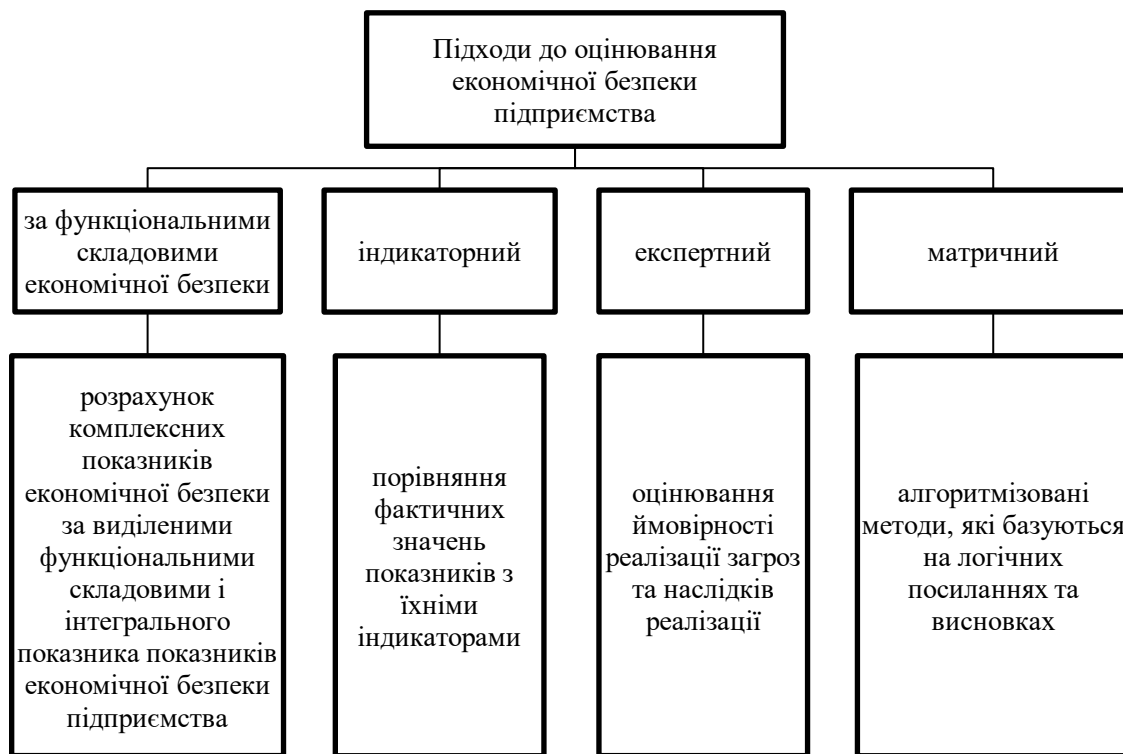 Підходи до оцінювання
економічної безпеки
підприємства
за функціональними
складовими
економічної безпеки
індикаторний
експертний
матричний
розрахунок
комплексних
показників
економічної безпеки
за виділеними
функціональними
складовими і
інтегрального
показника показників
економічної безпеки
підприємства
порівняння
фактичних
значень
показників з
їхніми
індикаторами
оцінювання
ймовірності
реалізації загроз
та наслідків
реалізації
алгоритмізовані
методи, які базуються
на логічних
посиланнях та
висновках